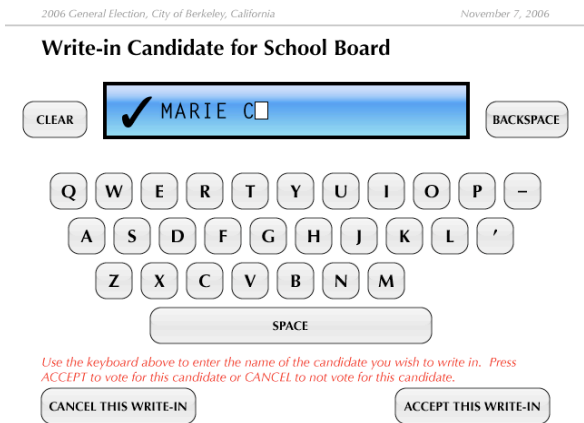 2006 General Election, City of Berkeley, California November 7, 2006
Write-in Candidate for School Board
CLEAR MARIE C BACKSPACE
Q W E R T Y U I O P –
A S D F G H J K L ′
Z X C V B N M
SPACE
Use the keyboard above to enter the name of the candidate you wish to write in. Press
ACCEPT to vote for this candidate or CANCEL to not vote for this candidate.
CANCEL THIS WRITE-IN ACCEPT THIS WRITE-IN